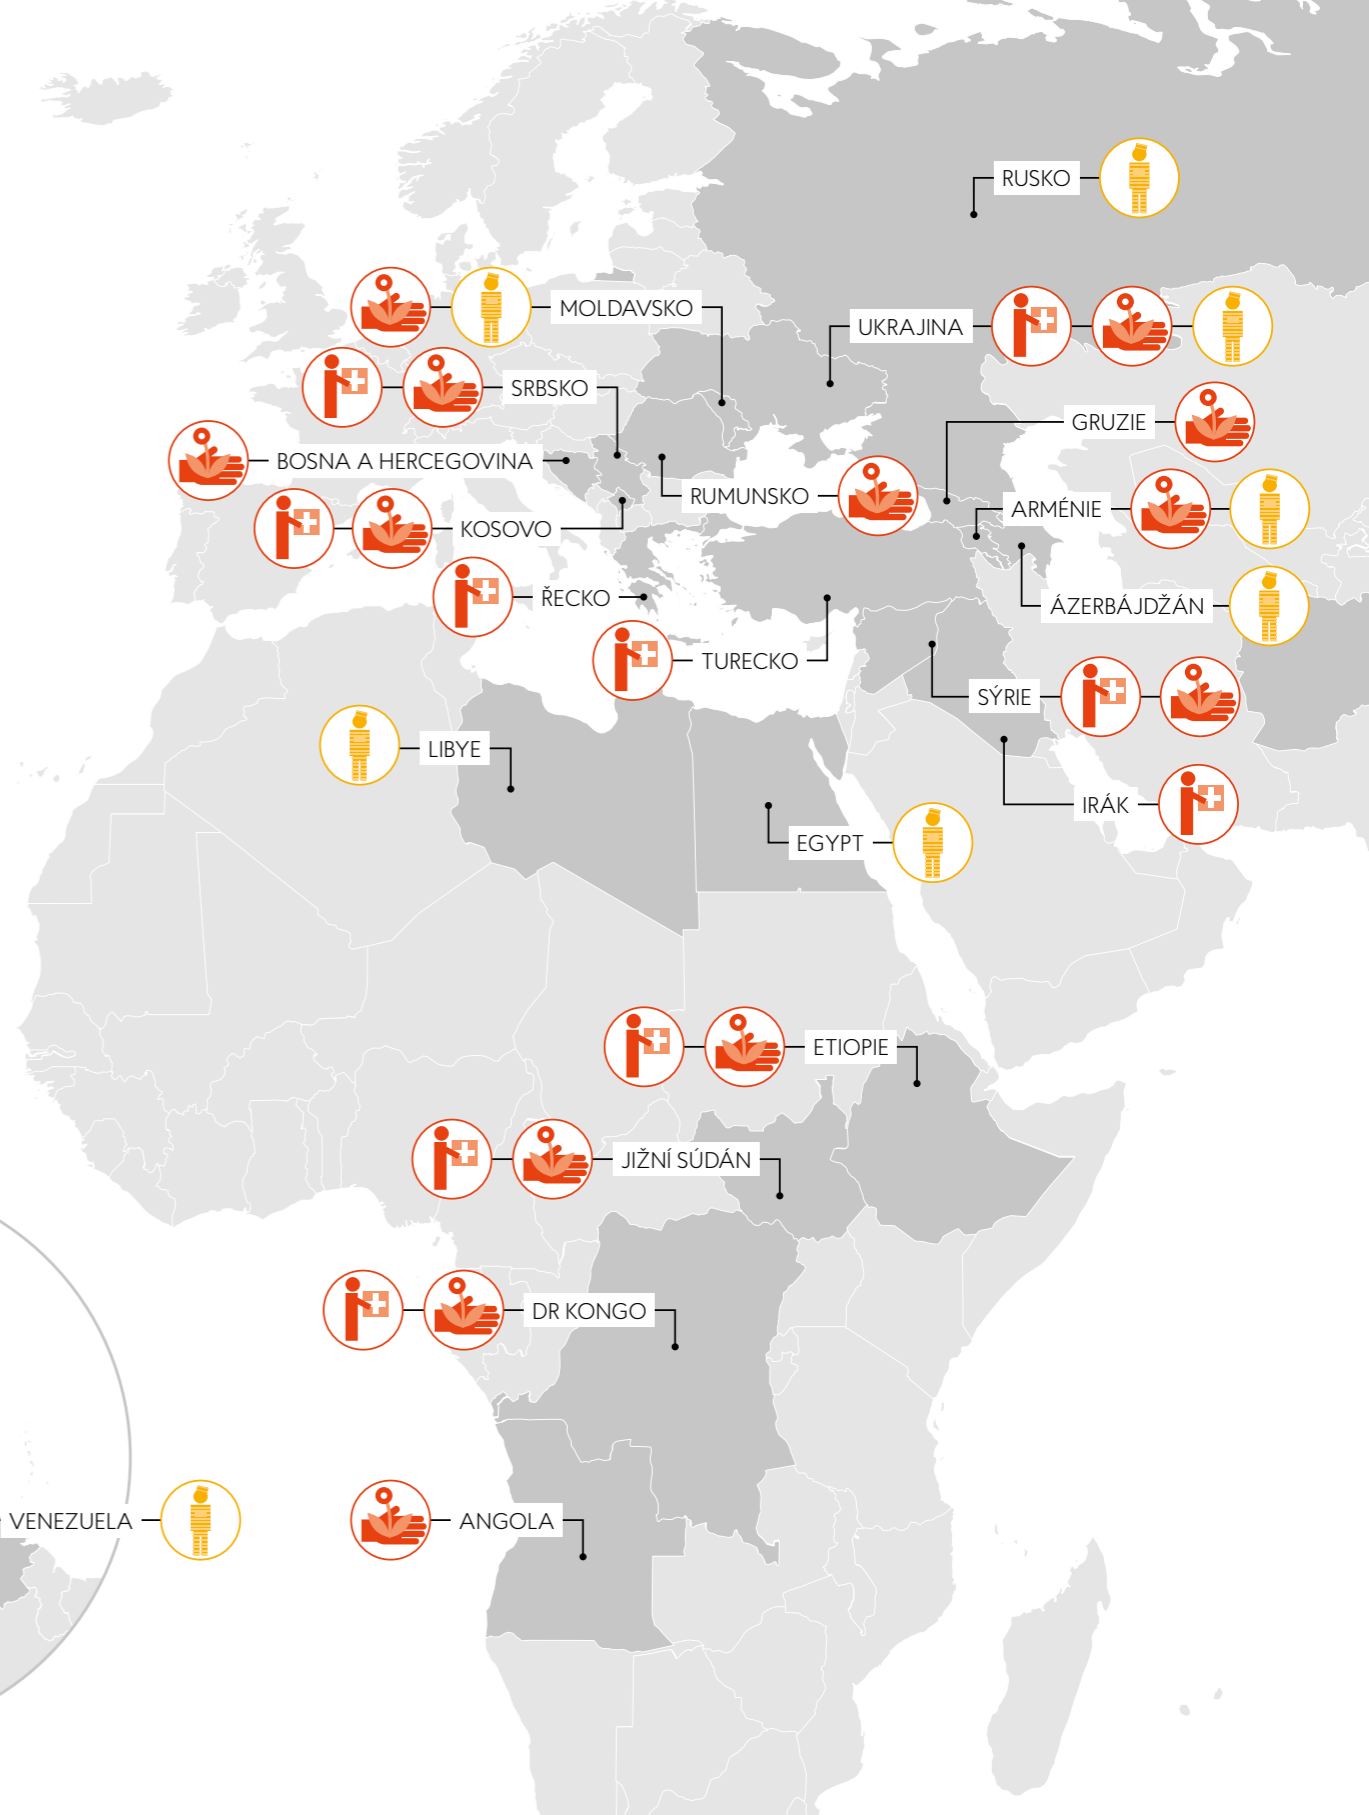 RUSKO
MOLDAVSKO
UKRAJINA
SRBSKO
GRUZIE
BOSNA A HERCEGOVINA
RUMUNSKO
ARMÉNIE
KOSOVO
ŘECKO
ÁZERBÁJDŽÁN
TURECKO
SÝRIE
LIBYE
IRÁK
EGYPT
ETIOPIE
JIŽNÍ SÚDÁN
DR KONGO
VENEZUELA
ANGOLA